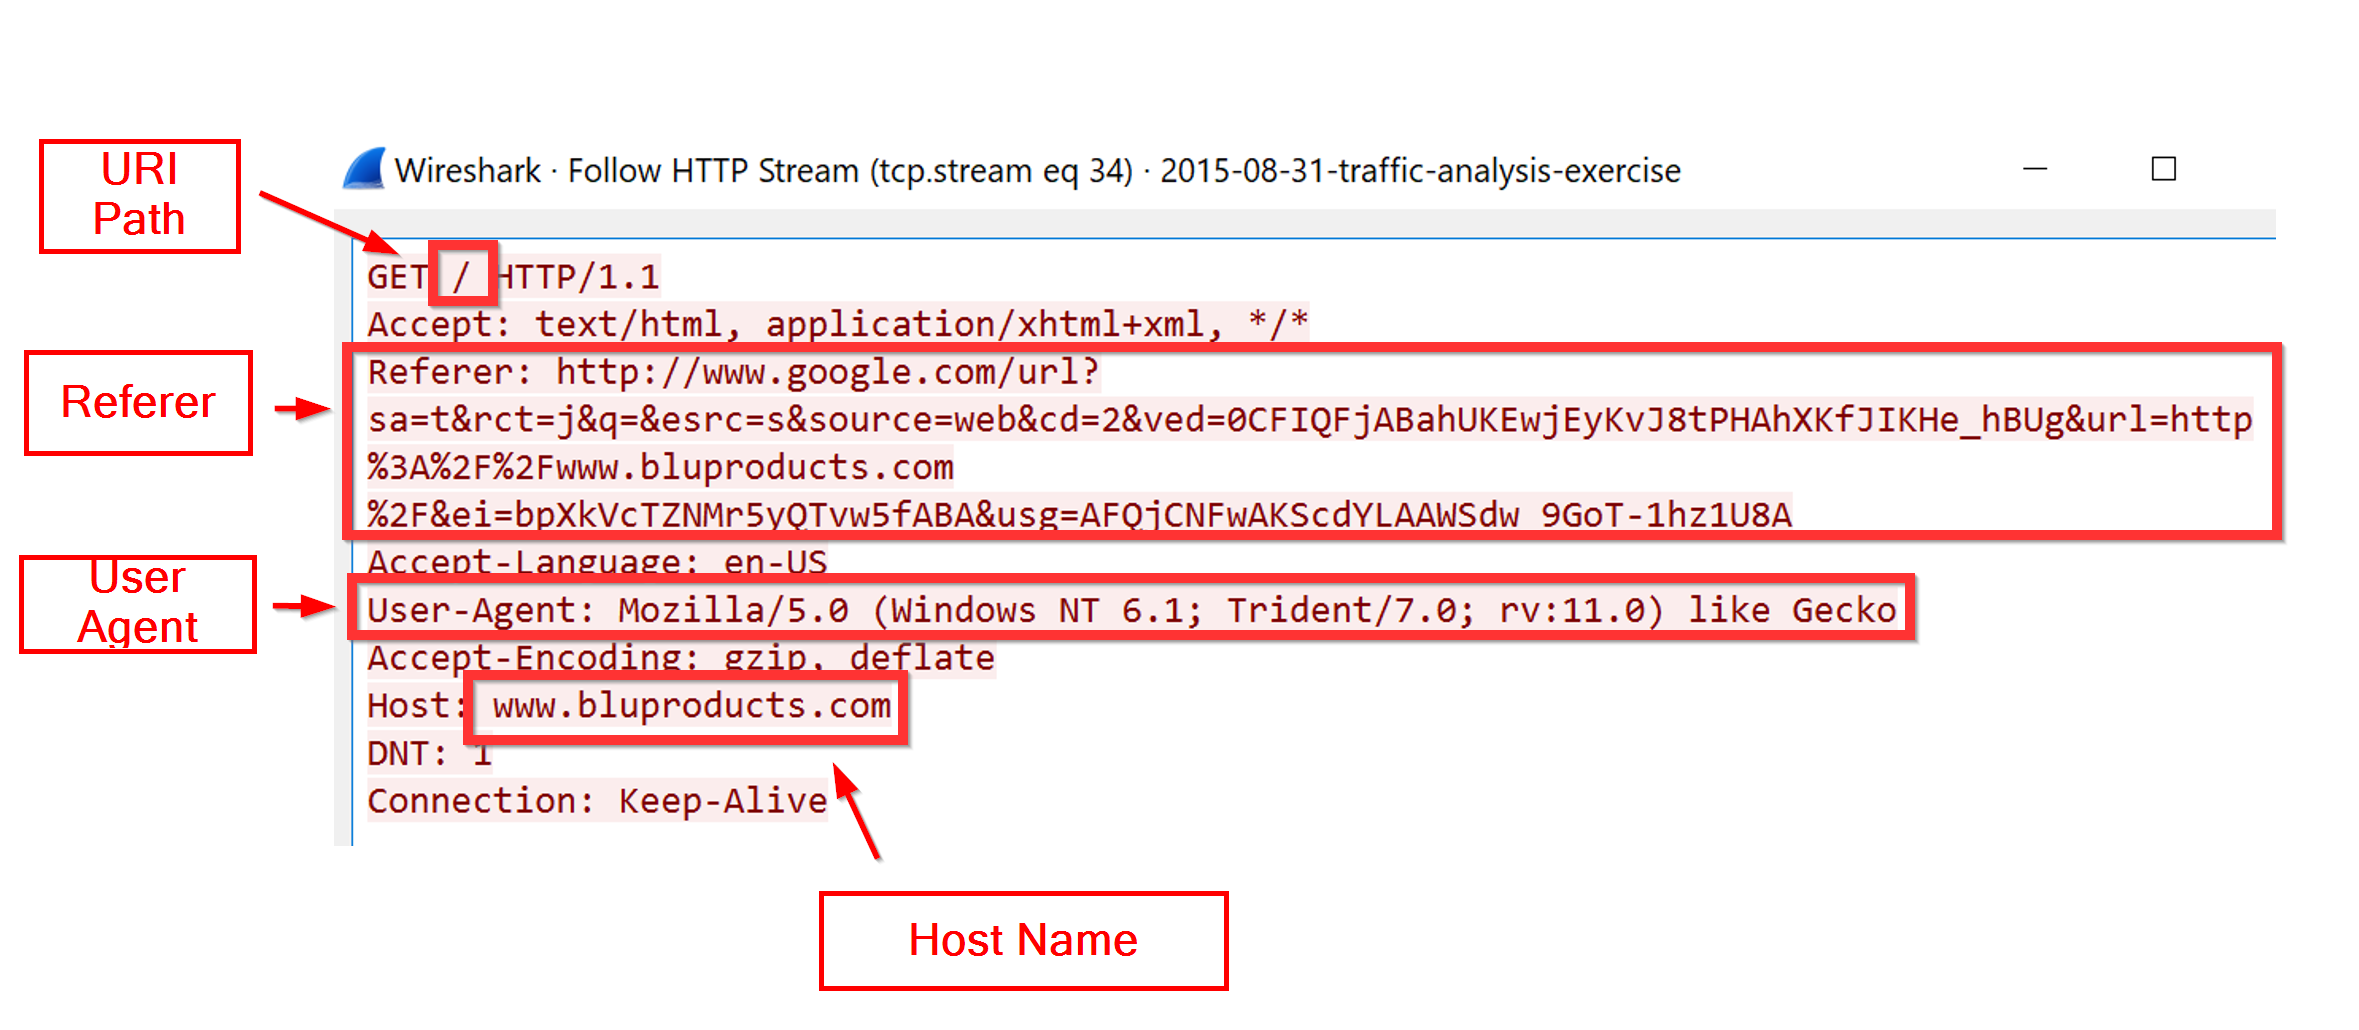 URI
Path
Wireshark · Follow HTTP Stream (tcp.stream eq 34) · 2015-08-31-traffic-analysis-exercise
GET / HTTP/1.1
Accept: text/html, application/xhtml+xml, */*
Referer
Referer: http://www.google.com/url?
sa=t&rct=j&q=&esrc=s&source=web&cd=2&ved=0CFIQFjABahUKEwjEyKvJ8tPHAhXKfJIKHe_hBUg&url=http
%3A%2F%2Fwww.bluproducts.com
%2F&ei=bpXkVcTZNMr5yQTvw5fABA&usg=AFQjCNFwAKScdYLAAWSdw_9GoT-1hz1U8A
Accept-Language: en-US
User
Agent
User-Agent: Mozilla/5.0 (Windows NT 6.1; Trident/7.0; rv:11.0) like Gecko
Accept-Encoding: gzip, deflate
Host: www.bluproducts.com
DNT: 1
Connection: Keep-Alive
Host Name